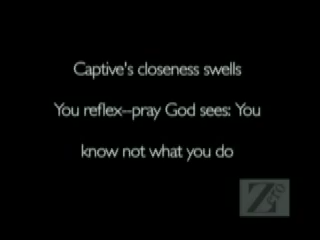 Captive's closeness swells
You reflex--pray God sees: You
know not what you do